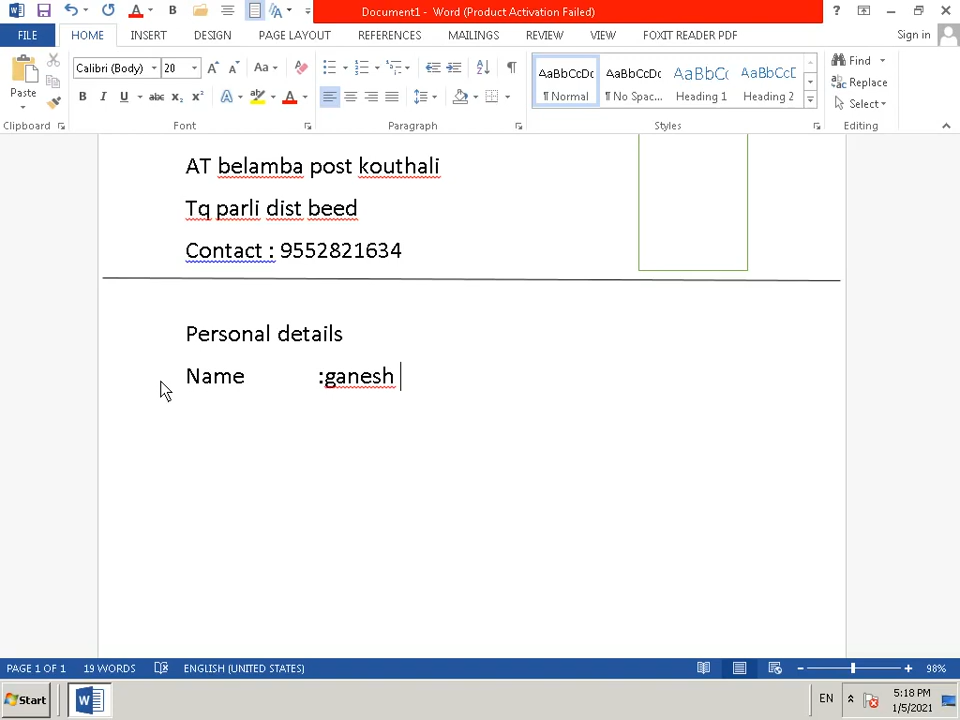 Document1 - Word (Product Activation Failed)
FILE HOME INSERT DESIGN PAGE LAYOUT REFERENCES MAILINGS REVIEW VIEW FOXIT READER PDF Sign in
Paste
Calibri (Body) 20
Find
Replace
Select
AaBbCcDc AaBbCcDc AaBbCc AaBbCcD
¶ Normal ¶ No Spac... Heading 1 Heading 2
Clipboard Font Paragraph Styles Editing
AT belamba post kouthali
Tq parli dist beed
Contact : 9552821634
Personal details
Name :ganesh
PAGE 1 OF 1 19 WORDS ENGLISH (UNITED STATES) 98%
Start EN 5:18 PM
1/5/2021